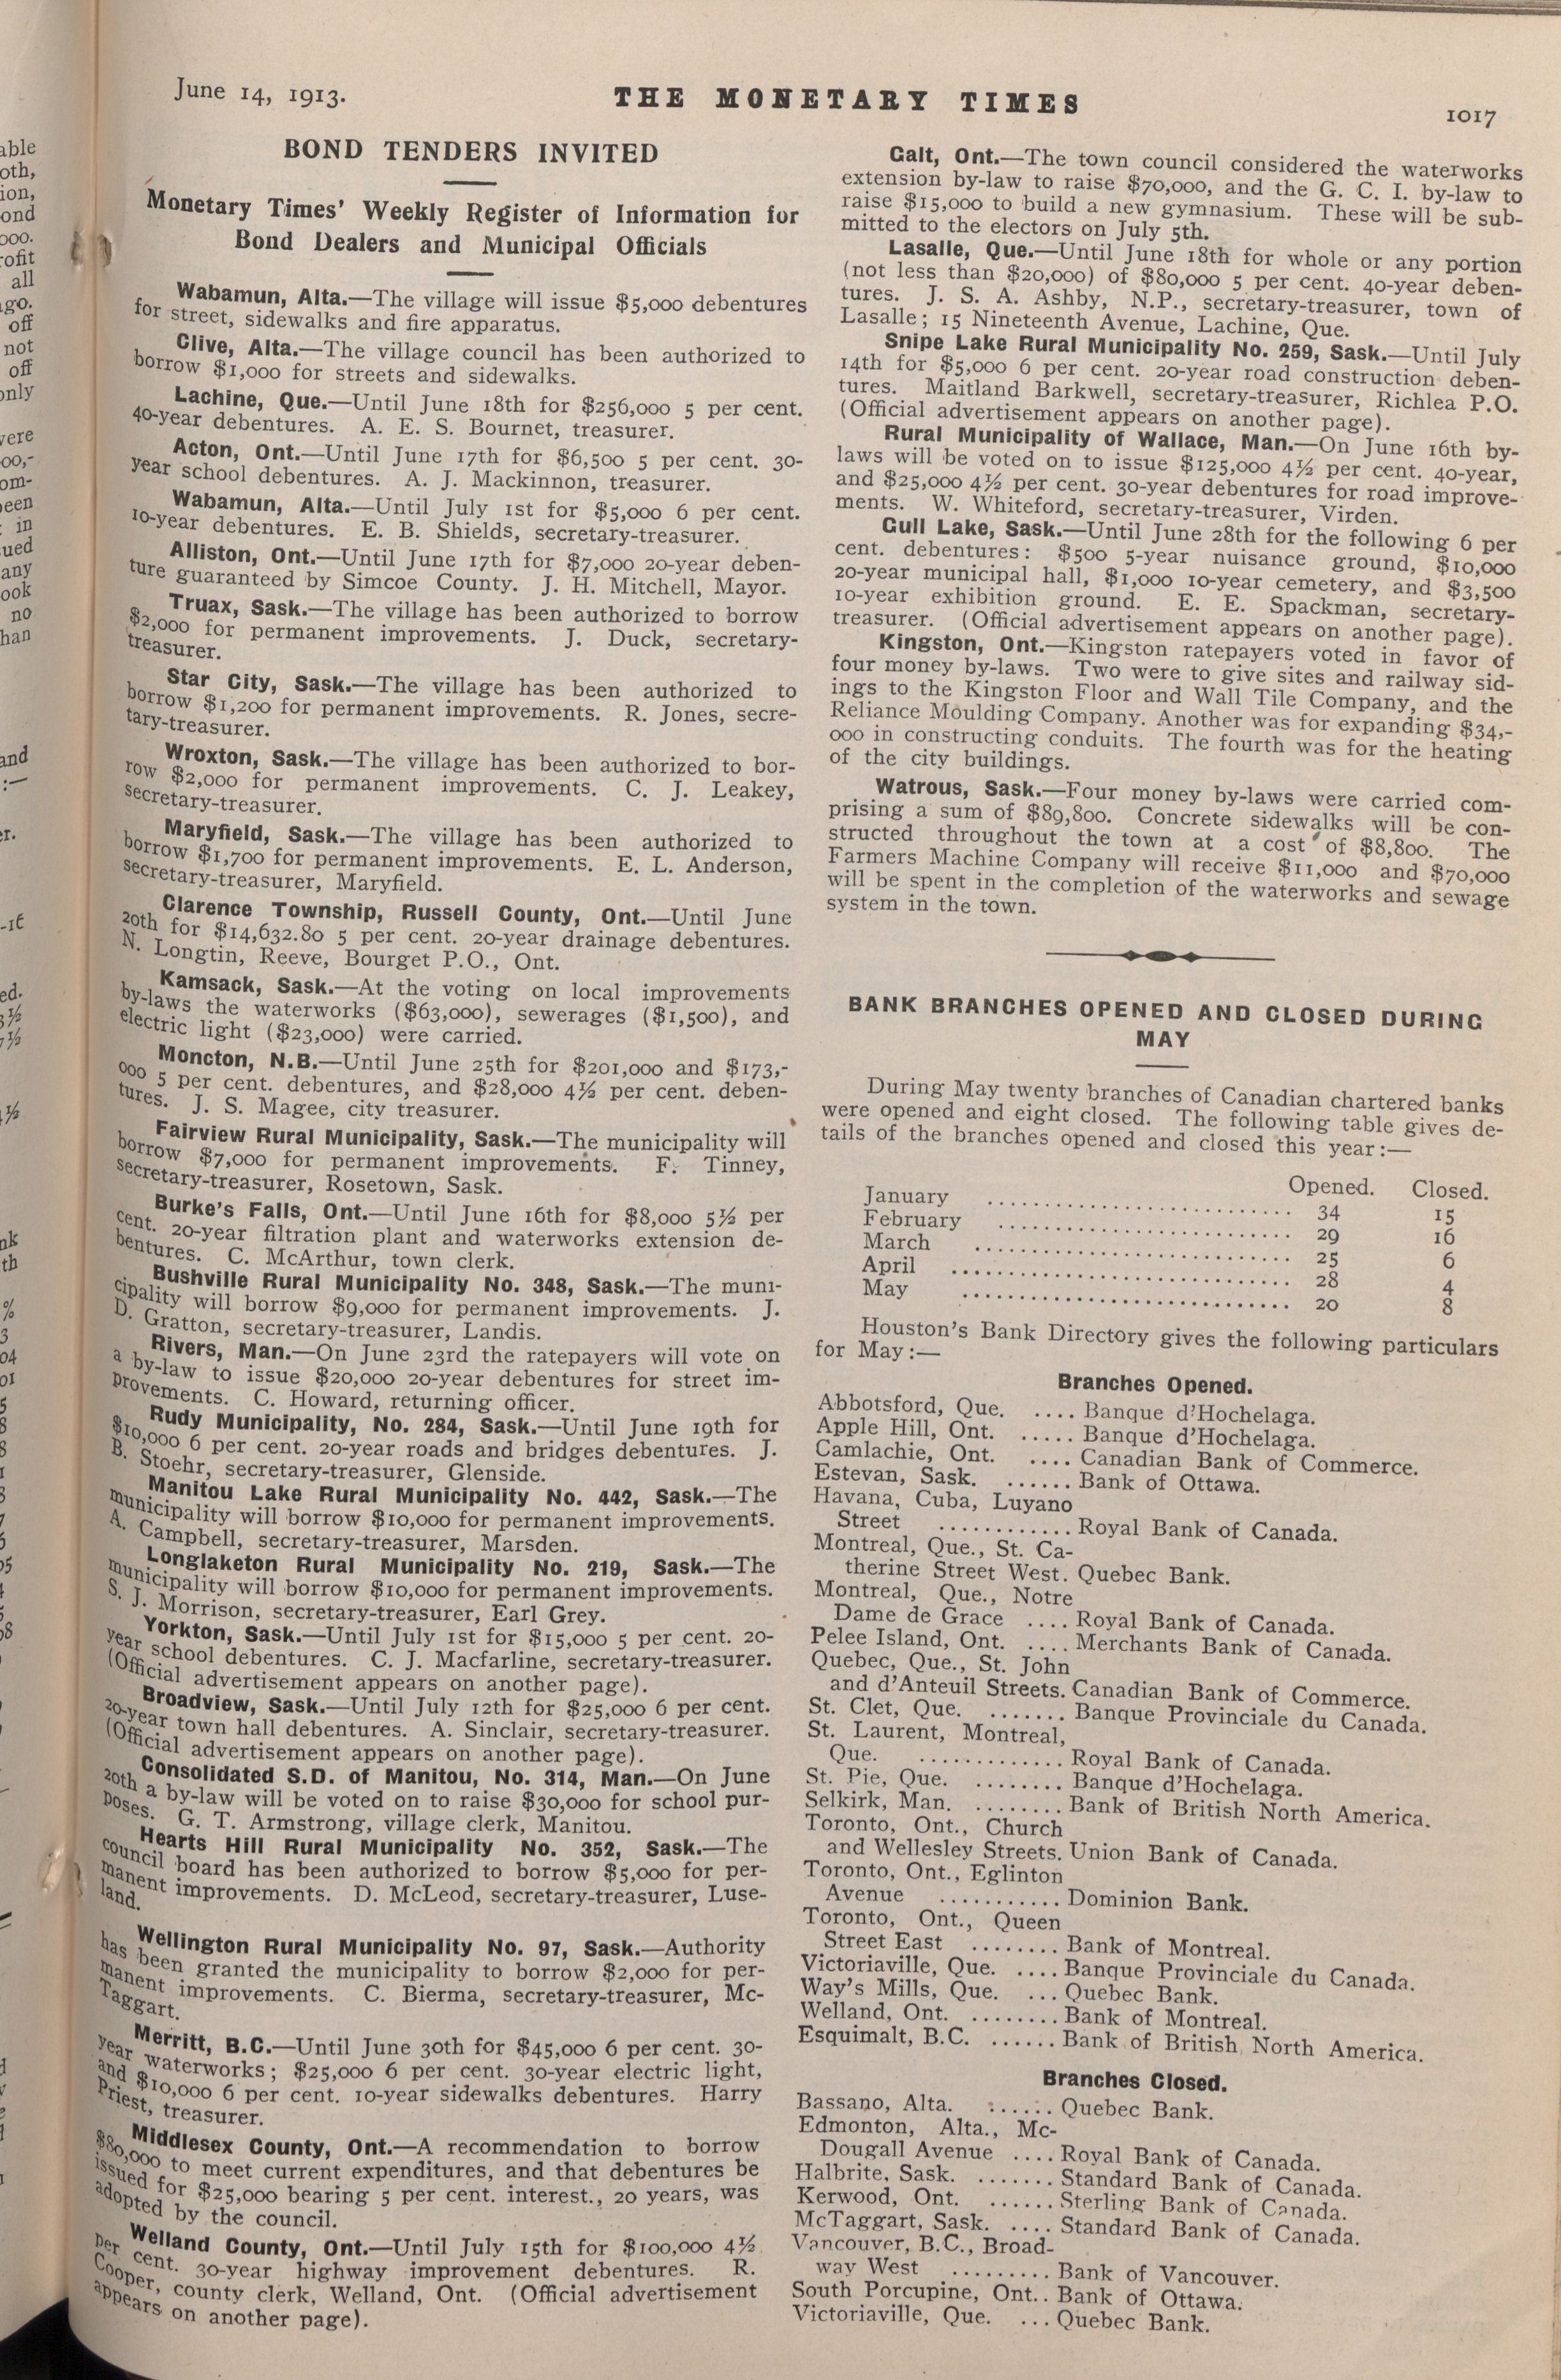 June 14, 1913.
THE MONETARY TIMES
1017
BOND TENDERS INVITED
Monetary Times' Weekly Register of Information for
Bond Dealers and Municipal Officials
Wabamun, Alta.—The village will issue $5,000 debentures
for street, sidewalks and fire apparatus.
Clive, Alta.—The village council has been authorized to
borrow $1,000 for streets and sidewalks.
Lachine, Que.—Until June 18th for $256,000 5 per cent.
40-year debentures. A. E. S. Bournet, treasurer.
Acton, Ont.—Until June 17th for $6,500 5 per cent. 30-
year school debentures. A. J. Mackinnon, treasurer.
Wabamun, Alta.—Until July 1st for $5,000 6 per cent.
10-year debentures. E. B. Shields, secretary-treasurer.
Alliston, Ont.—Until June 17th for $7,000 20-year deben-
ture guaranteed by Simcoe County. J. H. Mitchell, Mayor.
Truax, Sask.—The village has been authorized to borrow
$2,000 for permanent improvements. J. Duck, secretary-
treasurer.
Star City, Sask.—The village has been authorized to
borrow $1,200 for permanent improvements. R. Jones, secre-
tary-treasurer.
Wroxton, Sask.—The village has been authorized to bor-
row $2,000 for permanent improvements. C. J. Leakey,
secretary-treasurer.
Maryfield, Sask.—The village has been authorized to
borrow $1,700 for permanent improvements. E. L. Anderson,
secretary-treasurer, Maryfield.
Clarence Township, Russell County, Ont.—Until June
20th for $14,632.80 5 per cent. 20-year drainage debentures.
N. Longtin, Reeve, Bourget P.O., Ont.
Kamsack, Sask.—At the voting on local improvements
by-laws the waterworks ($63,000), sewerages ($1,500), and
electric light ($23,000) were carried.
Moncton, N.B.—Until June 25th for $201,000 and $173,-
000 5 per cent. debentures, and $28,000 4½ per cent. deben-
tures. J. S. Magee, city treasurer.
Fairview Rural Municipality, Sask.—The municipality will
borrow $7,000 for permanent improvements. F. Tinney,
secretary-treasurer, Rosetown, Sask.
Burke's Falls, Ont.—Until June 16th for $8,000 5½ per
cent. 20-year filtration plant and waterworks extension de-
bentures. C. McArthur, town clerk.
Bushville Rural Municipality No. 348, Sask.—The muni-
cipality will borrow $9,000 for permanent improvements. J.
D. Gratton, secretary-treasurer, Landis.
Rivers, Man.—On June 23rd the ratepayers will vote on
a by-law to issue $20,000 20-year debentures for street im-
provements. C. Howard, returning officer.
Rudy Municipality, No. 284, Sask.—Until June 19th for
$10,000 6 per cent. 20-year roads and bridges debentures. J.
B. Stoehr, secretary-treasurer, Glenside.
Manitou Lake Rural Municipality No. 442, Sask.—The
municipality will borrow $10,000 for permanent improvements.
A. Campbell, secretary-treasurer, Marsden.
Longlaketon Rural Municipality No. 219, Sask.—The
municipality will borrow $10,000 for permanent improvements.
S. J. Morrison, secretary-treasurer, Earl Grey.
Yorkton, Sask.—Until July 1st for $15,000 5 per cent. 20-
year school debentures. C. J. Macfarline, secretary-treasurer.
(Official advertisement appears on another page).
Broadview, Sask.—Until July 12th for $25,000 6 per cent.
20-year town hall debentures. A. Sinclair, secretary-treasurer.
(Official advertisement appears on another page).
Consolidated S.D. of Manitou, No. 314, Man.—On June
20th a by-law will be voted on to raise $30,000 for school pur-
poses. G. T. Armstrong, village clerk, Manitou.
Hearts Hill Rural Municipality No. 352, Sask.—The
council board has been authorized to borrow $5,000 for per-
manent improvements. D. McLeod, secretary-treasurer, Luse-
land.
Wellington Rural Municipality No. 97, Sask.—Authority
has been granted the municipality to borrow $2,000 for per-
manent improvements. C. Bierma, secretary-treasurer, Mc-
Taggart.
Merritt, B.C.—Until June 30th for $45,000 6 per cent. 30-
year waterworks; $25,000 6 per cent. 30-year electric light,
and $10,000 6 per cent. 10-year sidewalks debentures. Harry
Priest, treasurer.
Middlesex County, Ont.—A recommendation to borrow
$80,000 to meet current expenditures, and that debentures be
issued for $25,000 bearing 5 per cent. interest., 20 years, was
adopted by the council.
Welland County, Ont.—Until July 15th for $100,000 4½
per cent. 30-year highway improvement debentures. R.
Cooper, county clerk, Welland, Ont. (Official advertisement
appears on another page).
Galt, Ont.—The town council considered the waterworks
extension by-law to raise $70,000, and the G. C. I. by-law to
raise $15,000 to build a new gymnasium. These will be sub-
mitted to the electors on July 5th.
Lasalle, Que.—Until June 18th for whole or any portion
(not less than $20,000) of $80,000 5 per cent. 40-year deben-
tures. J. S. A. Ashby, N.P., secretary-treasurer, town of
Lasalle; 15 Nineteenth Avenue, Lachine, Que.
Snipe Lake Rural Municipality No. 259, Sask.—Until July
14th for $5,000 6 per cent. 20-year road construction deben-
tures. Maitland Barkwell, secretary-treasurer, Richlea P.O.
(Official advertisement appears on another page).
Rural Municipality of Wallace, Man.—On June 16th by-
laws will be voted on to issue $125,000 4½ per cent. 40-year,
and $25,000 4½ per cent. 30-year debentures for road improve-
ments. W. Whiteford, secretary-treasurer, Virden.
Gull Lake, Sask.—Until June 28th for the following 6 per
cent. debentures: $500 5-year nuisance ground, $10,000
20-year municipal hall, $1,000 10-year cemetery, and $3,500
10-year exhibition ground. E. E. Spackman, secretary-
treasurer. (Official advertisement appears on another page).
Kingston, Ont.—Kingston ratepayers voted in favor of
four money by-laws. Two were to give sites and railway sid-
ings to the Kingston Floor and Wall Tile Company, and the
Reliance Moulding Company. Another was for expanding $34,-
000 in constructing conduits. The fourth was for the heating
of the city buildings.
Watrous, Sask.—Four money by-laws were carried com-
prising a sum of $89,800. Concrete sidewalks will be con-
structed throughout the town at a cost of $8,800. The
Farmers Machine Company will receive $11,000 and $70,000
will be spent in the completion of the waterworks and sewage
system in the town.
BANK BRANCHES OPENED AND CLOSED DURING
MAY
During May twenty branches of Canadian chartered banks
were opened and eight closed. The following table gives de-
tails of the branches opened and closed this year:—
Opened. Closed.
January ................................ 34 15
February ............................... 29 16
March .................................. 25 6
April .................................. 28 4
May .................................... 20 8
Houston's Bank Directory gives the following particulars
for May:—
Branches Opened.
Abbotsford, Que. .... Banque d'Hochelaga.
Apple Hill, Ont. ..... Banque d'Hochelaga.
Camlachie, Ont. .... Canadian Bank of Commerce.
Estevan, Sask. ...... Bank of Ottawa.
Havana, Cuba, Luyano
Street ............ Royal Bank of Canada.
Montreal, Que., St. Ca-
therine Street West. Quebec Bank.
Montreal, Que., Notre
Dame de Grace .... Royal Bank of Canada.
Pelee Island, Ont. .... Merchants Bank of Canada.
Quebec, Que., St. John
and d'Anteuil Streets. Canadian Bank of Commerce.
St. Clet, Que. ....... Banque Provinciale du Canada.
St. Laurent, Montreal,
Que. ............. Royal Bank of Canada.
St. Pie, Que. ........ Banque d'Hochelaga.
Selkirk, Man. ........ Bank of British North America.
Toronto, Ont., Church
and Wellesley Streets. Union Bank of Canada.
Toronto, Ont., Eglinton
Avenue ........... Dominion Bank.
Toronto, Ont., Queen
Street East ........ Bank of Montreal.
Victoriaville, Que. .... Banque Provinciale du Canada.
Way's Mills, Que. ... Quebec Bank.
Welland, Ont. ........ Bank of Montreal.
Esquimalt, B.C. ...... Bank of British North America.
Branches Closed.
Bassano, Alta. ...... Quebec Bank.
Edmonton, Alta., Mc-
Dougall Avenue .... Royal Bank of Canada.
Halbrite, Sask. ....... Standard Bank of Canada.
Kerwood, Ont. ...... Sterling Bank of Canada.
McTaggart, Sask. .... Standard Bank of Canada.
Vancouver, B.C., Broad-
way West ......... Bank of Vancouver.
South Porcupine, Ont.. Bank of Ottawa.
Victoriaville, Que. ... Quebec Bank.